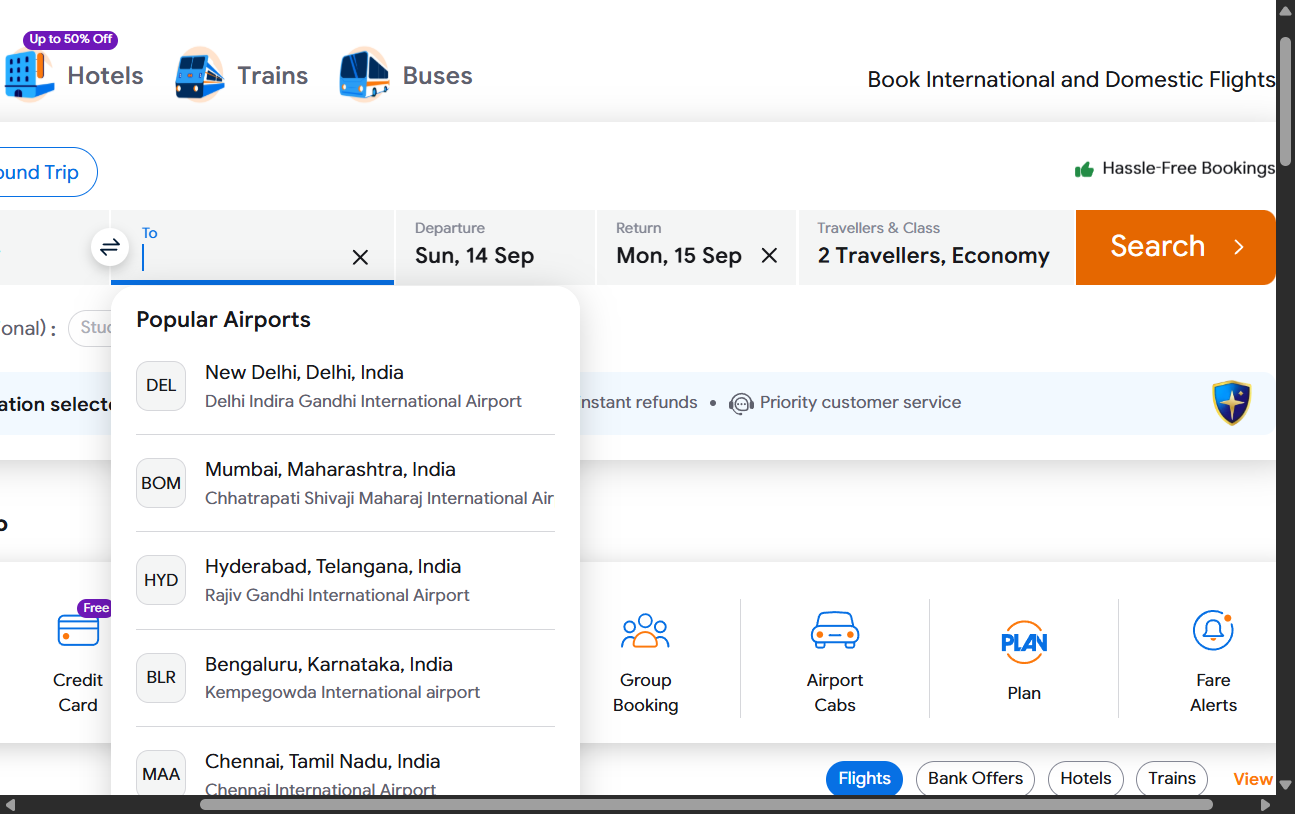 Up to 50% Off
Hotels
Trains
Buses
Book International and Domestic Flights
ound Trip
Hassle-Free Bookings
To
Departure
Sun, 14 Sep
Return
Mon, 15 Sep
Travellers & Class
2 Travellers, Economy
Search
onal) :
Stuc
Popular Airports
DEL
New Delhi, Delhi, India
Delhi Indira Gandhi International Airport
ation selecte
nstant refunds • Priority customer service
BOM
Mumbai, Maharashtra, India
Chhatrapati Shivaji Maharaj International Air
HYD
Hyderabad, Telangana, India
Rajiv Gandhi International Airport
BLR
Bengaluru, Karnataka, India
Kempegowda International airport
MAA
Chennai, Tamil Nadu, India
Chennai International Airport
Free
Credit
Card
Group
Booking
Airport
Cabs
PLAN
Plan
Fare
Alerts
Flights
Bank Offers
Hotels
Trains
View